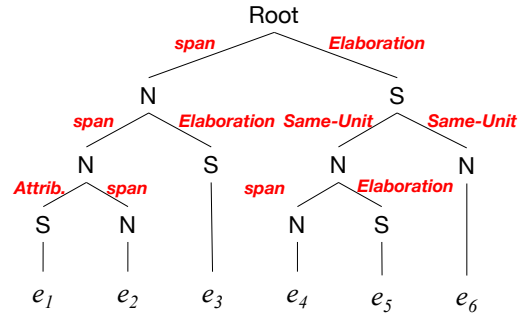 Root
span Elaboration
N S
span Elaboration Same-Unit Same-Unit
N S N N
Attrib. span span Elaboration
S N N S
e1 e2 e3 e4 e5 e6